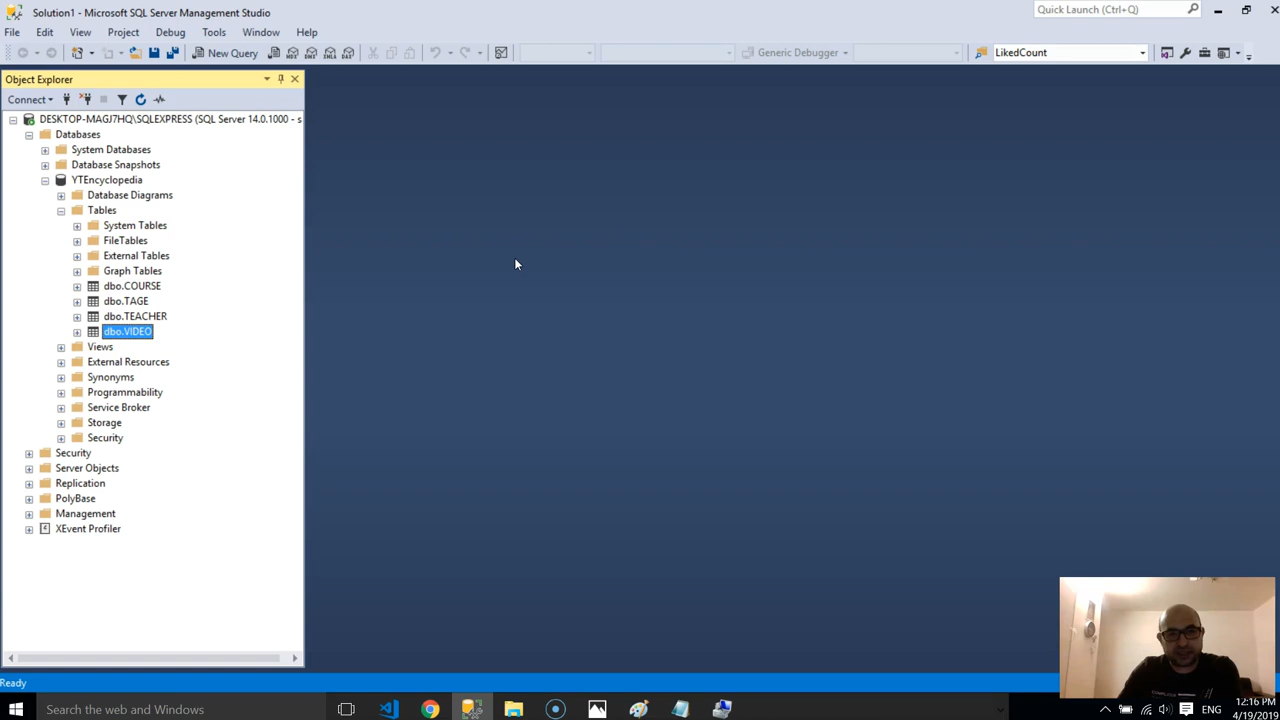 Solution1 - Microsoft SQL Server Management Studio
Quick Launch (Ctrl+Q)
File Edit View Project Debug Tools Window Help
New Query
MDX DMX XMLA DAX
Generic Debugger
LikedCount
Object Explorer
Connect
DESKTOP-MAGJ7HQ\SQLEXPRESS (SQL Server 14.0.1000 - s
Databases
System Databases
Database Snapshots
YTEncyclopedia
Database Diagrams
Tables
System Tables
FileTables
External Tables
Graph Tables
dbo.COURSE
dbo.TAGE
dbo.TEACHER
dbo.VIDEO
Views
External Resources
Synonyms
Programmability
Service Broker
Storage
Security
Security
Server Objects
Replication
PolyBase
Management
XEvent Profiler
Ready
Search the web and Windows
ENG
12:16 PM
4/19/2019